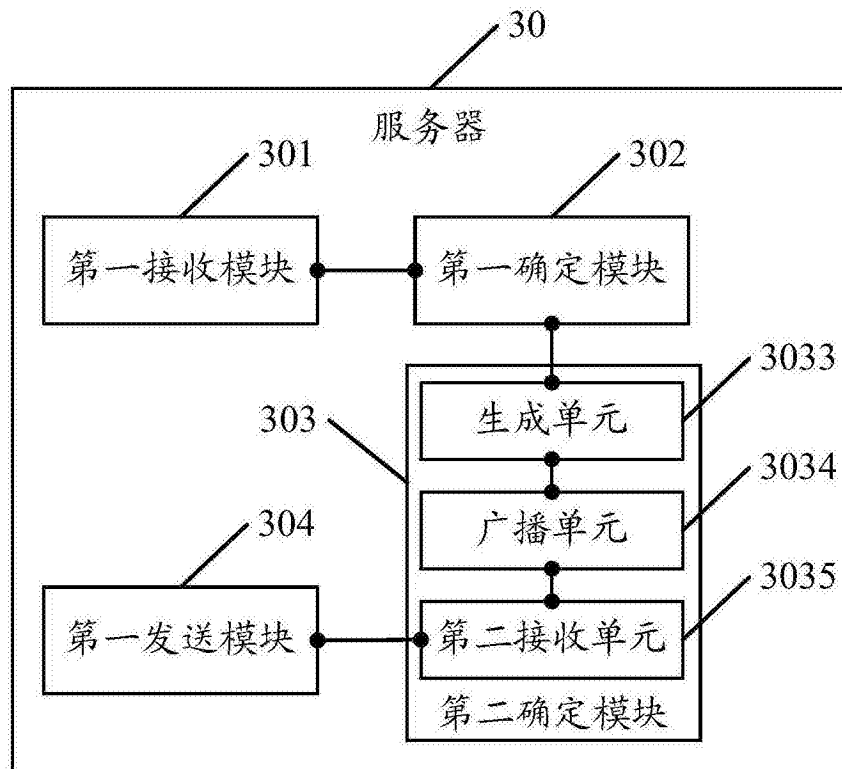 30
服务器
301
302
第一接收模块
第一确定模块
3033
303
生成单元
3034
304
广播单元
3035
第一发送模块
第二接收单元
第二确定模块